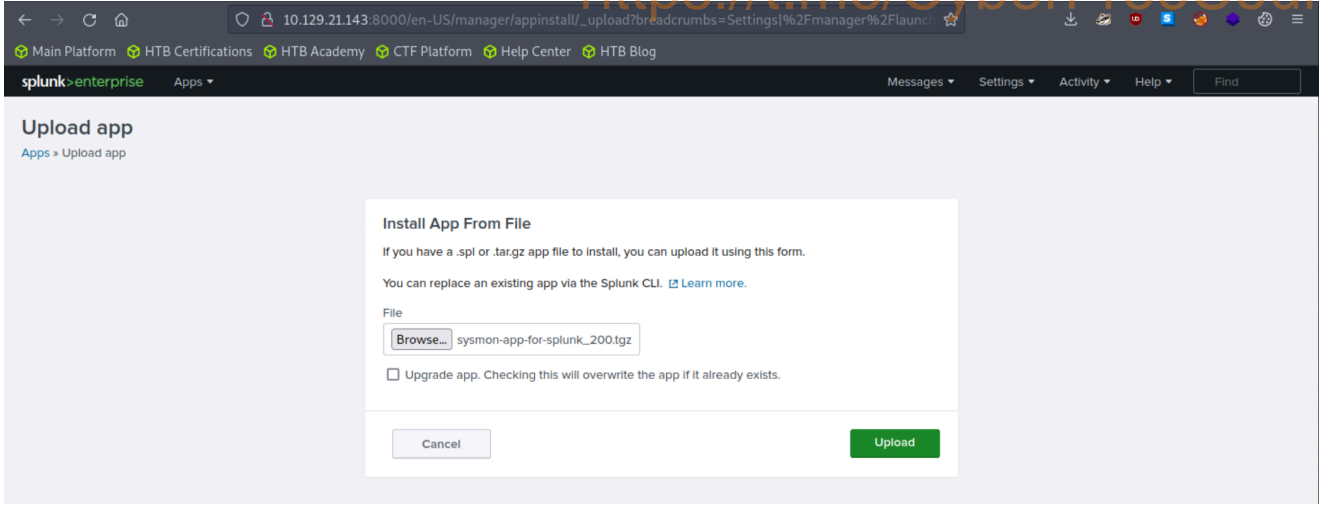 https://t.me/Cyber
10.129.21.143:8000/en-US/manager/appinstall/_upload?breadcrumbs=Settings|%2Fmanager%2Flaunch
Main Platform HTB Certifications HTB Academy CTF Platform Help Center HTB Blog
splunk>enterprise Apps Messages Settings Activity Help Find
Upload app
Apps » Upload app
Install App From File
If you have a .spl or .tar.gz app file to install, you can upload it using this form.
You can replace an existing app via the Splunk CLI. Learn more.
File
Browse... sysmon-app-for-splunk_200.tgz
Upgrade app. Checking this will overwrite the app if it already exists.
Cancel Upload